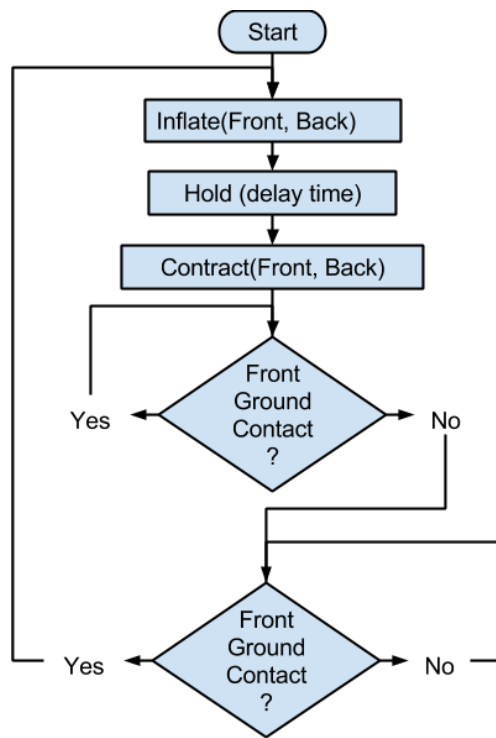 Start
Inflate(Front, Back)
Hold (delay time)
Contract(Front, Back)
Front
Ground
Contact
?
Yes
No
Front
Ground
Contact
?
Yes
No